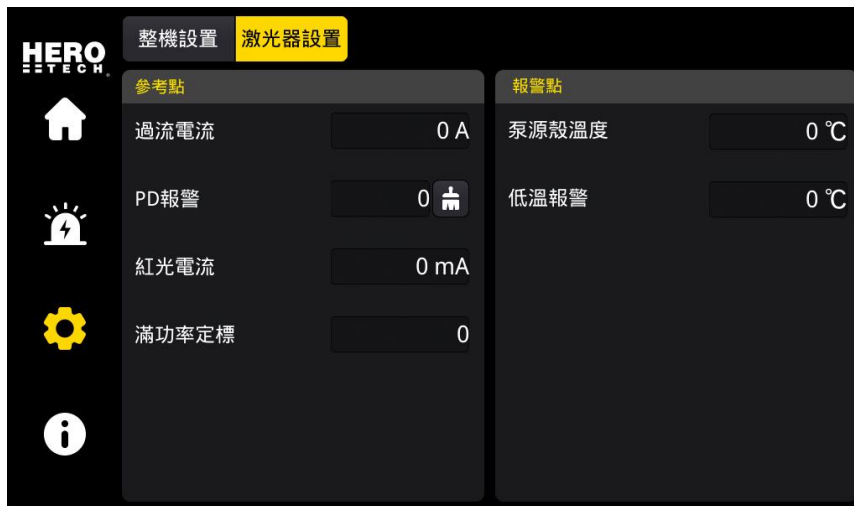 HERO
TECH
整機設置
激光器設置
參考點
過流電流
0 A
PD報警
0
紅光電流
0 mA
滿功率定標
0
報警點
泵源殼溫度
0 ℃
低溫報警
0 ℃